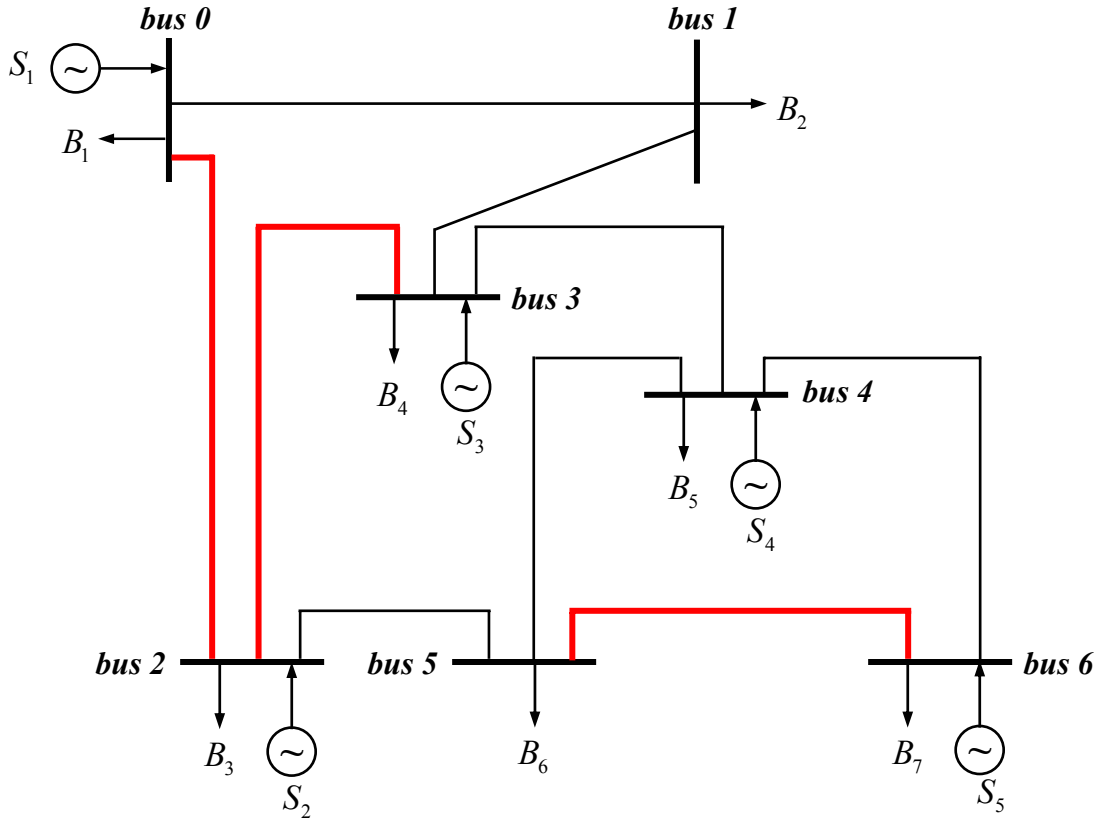 bus 0
bus 1
S₁
~
B₁
B₂
bus 3
B₄
~
S₃
bus 4
B₅
~
S₄
bus 2
bus 5
bus 6
B₃
~
S₂
B₆
B₇
~
S₅